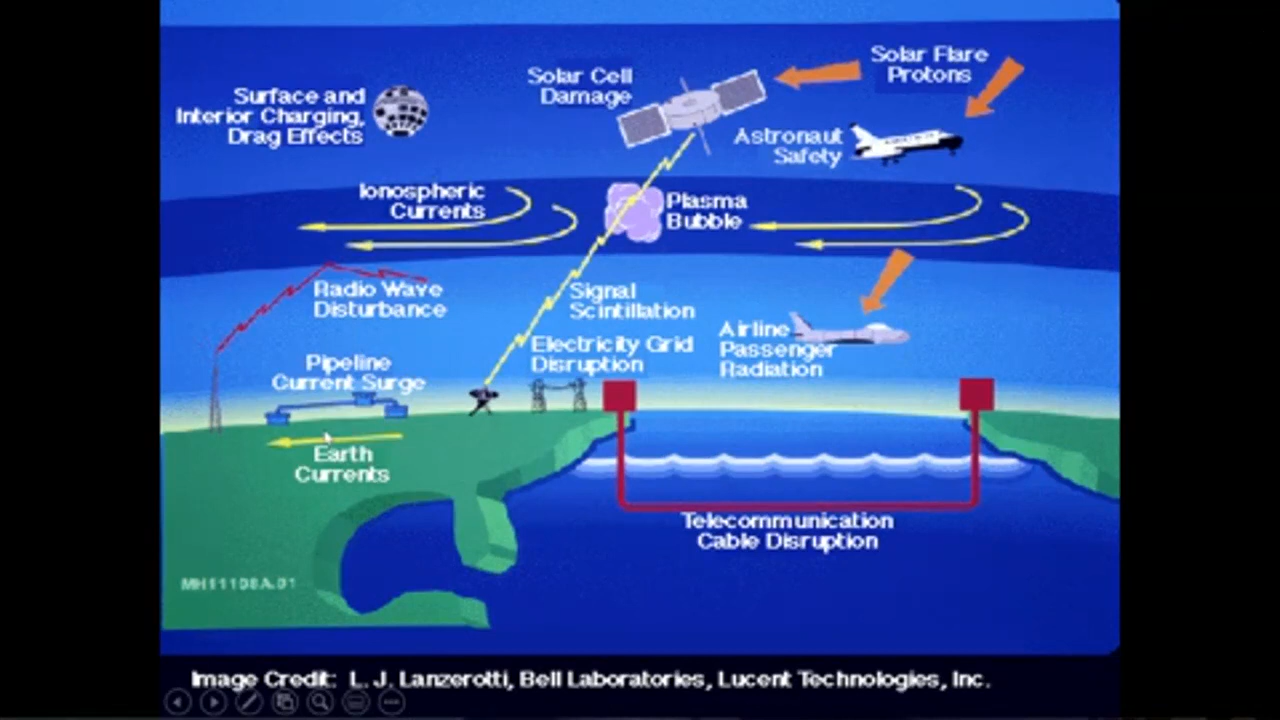 Solar Flare
Protons
Solar Cell
Damage
Surface and
Interior Charging,
Drag Effects
Astronaut
Safety
Ionospheric
Currents
Plasma
Bubble
Radio Wave
Disturbance
Signal
Scintillation
Airline
Passenger
Radiation
Electricity Grid
Disruption
Pipeline
Current Surge
Earth
Currents
Telecommunication
Cable Disruption
MH11108A.01
Image Credit: L. J. Lanzerotti, Bell Laboratories, Lucent Technologies, Inc.